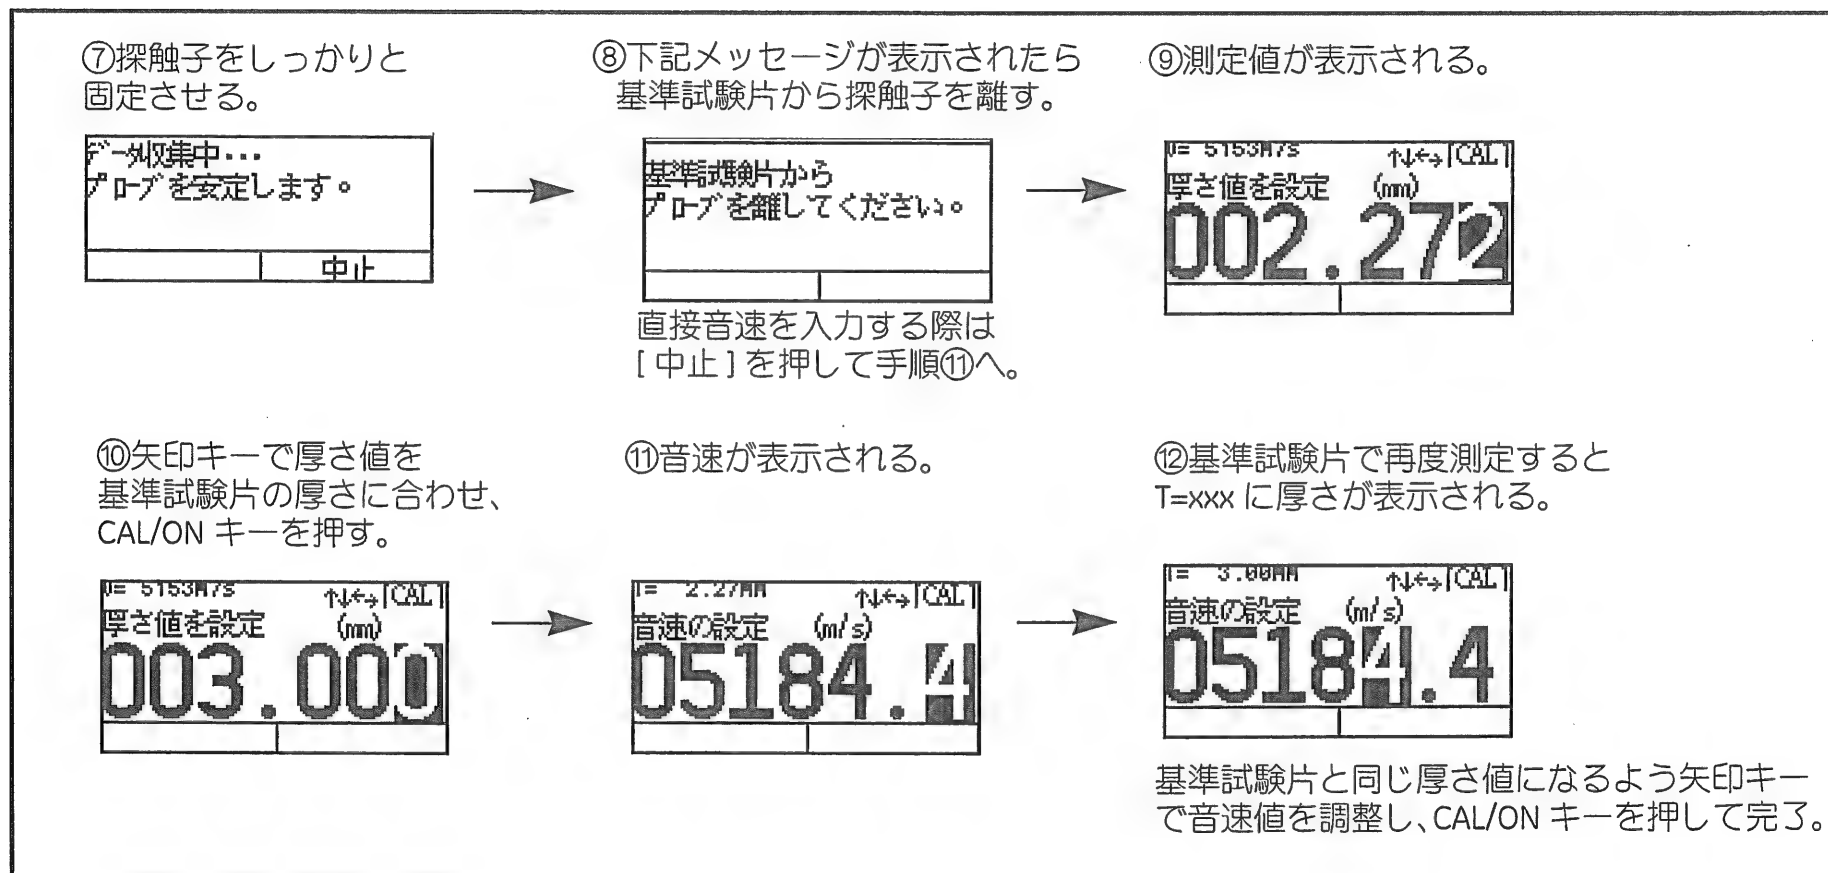 ⑦探触子をしっかりと
固定させる。
データ収集中・・・
プローブを安定します。
中止
⑧下記メッセージが表示されたら
基準試験片から探触子を離す。
基準試験片から
プローブを離してください。
直接音速を入力する際は
[中止]を押して手順⑪へ。
⑨測定値が表示される。
V= 5153M/s ↑↓←→[CAL]
厚さ値を設定 (mm)
002.272
⑩矢印キーで厚さ値を
基準試験片の厚さに合わせ、
CAL/ON キーを押す。
V= 5153M/s ↑↓←→[CAL]
厚さ値を設定 (mm)
003.000
⑪音速が表示される。
T= 2.27MM ↑↓←→[CAL]
音速の設定 (m/s)
05184.4
⑫基準試験片で再度測定すると
T=xxx に厚さが表示される。
T= 3.00MM ↑↓←→[CAL]
音速の設定 (m/s)
05184.4
基準試験片と同じ厚さ値になるよう矢印キー
で音速値を調整し、CAL/ON キーを押して完了。